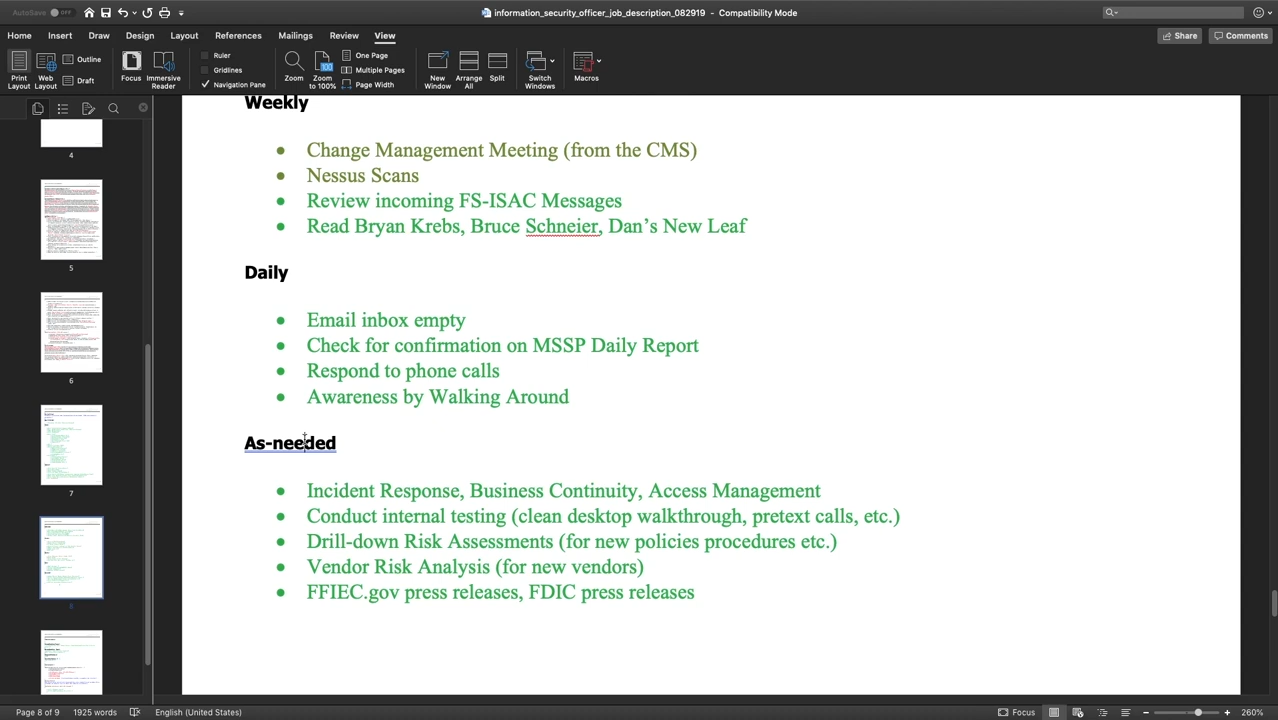 AutoSave OFF
information_security_officer_job_description_082919 - Compatibility Mode
Home Insert Draw Design Layout References Mailings Review View
Share Comments
Print Layout
Web Layout
Outline
Draft
Focus
Immersive Reader
Ruler
Gridlines
Navigation Pane
Zoom
Zoom to 100%
100
One Page
Multiple Pages
Page Width
New Window
Arrange All
Split
Switch Windows
Macros
4
5
6
7
8
Weekly
• Change Management Meeting (from the CMS)
• Nessus Scans
• Review incoming FS-ISAC Messages
• Read Bryan Krebs, Bruce Schneier, Dan's New Leaf
Daily
• Email inbox empty
• Check for confirmation on MSSP Daily Report
• Respond to phone calls
• Awareness by Walking Around
As-needed
• Incident Response, Business Continuity, Access Management
• Conduct internal testing (clean desktop walkthrough, pretext calls, etc.)
• Drill-down Risk Assessments (for new policies procedures etc.)
• Vendor Risk Analysis (for new vendors)
• FFIEC.gov press releases, FDIC press releases
Page 8 of 9 1925 words English (United States) Focus 260%